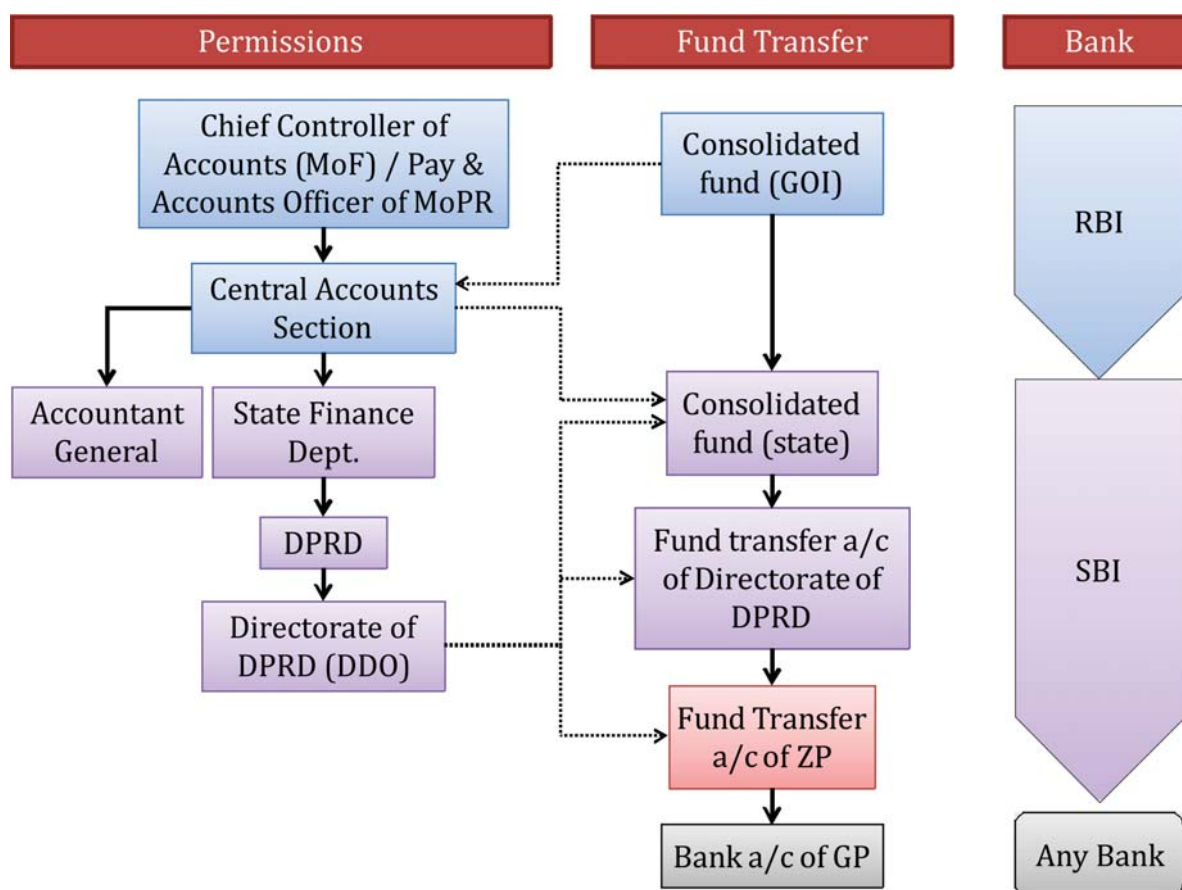 Permissions
Fund Transfer
Bank
Chief Controller of
Accounts (MoF) / Pay &
Accounts Officer of MoPR
Consolidated
fund (GOI)
RBI
Central Accounts
Section
Accountant
General
State Finance
Dept.
Consolidated
fund (state)
DPRD
Fund transfer a/c
of Directorate of
DPRD
SBI
Directorate of
DPRD (DDO)
Fund Transfer
a/c of ZP
Bank a/c of GP
Any Bank